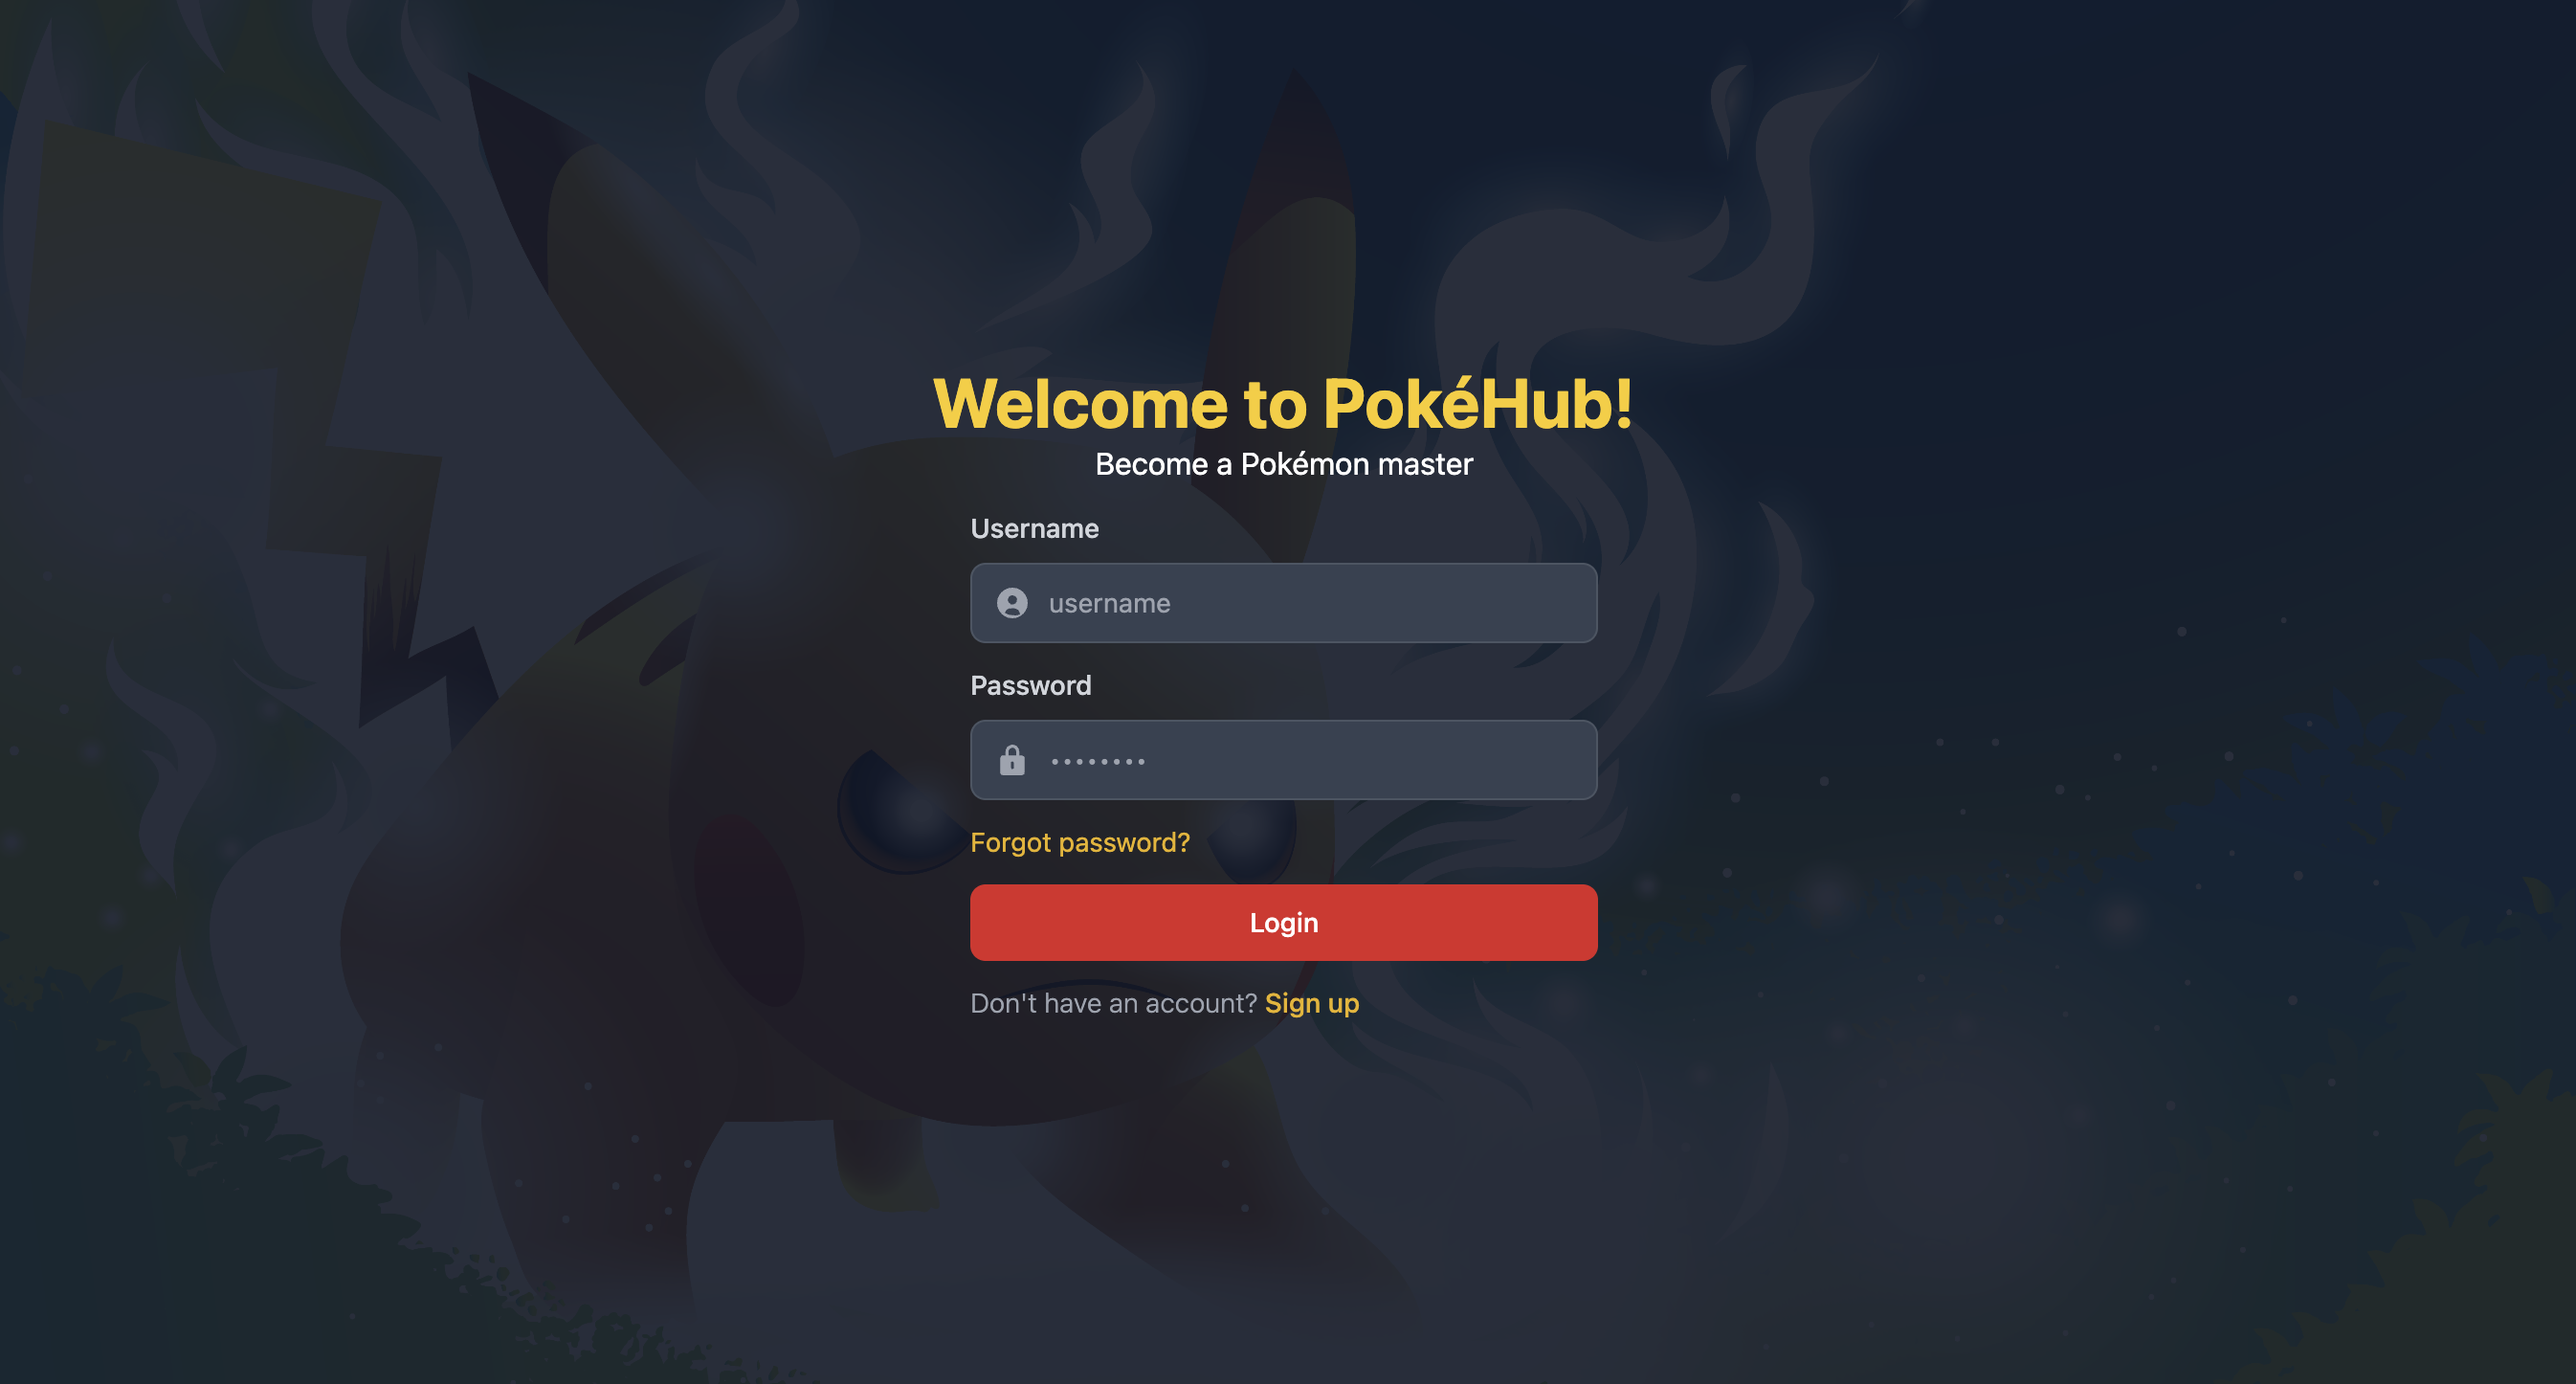 Welcome to PokéHub!
Become a Pokémon master
Username
username
Password
••••••••
Forgot password?
Login
Don't have an account? Sign up